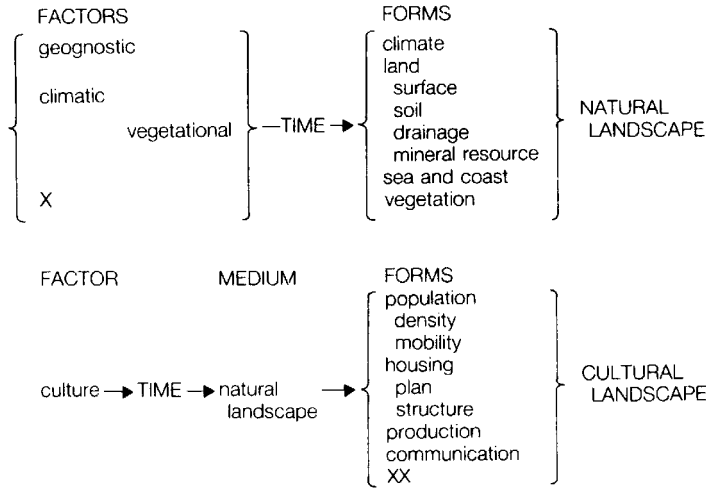 FACTORS
geognostic
climatic
vegetational
X
TIME
FORMS
climate
land
surface
soil
drainage
mineral resource
sea and coast
vegetation
NATURAL
LANDSCAPE
FACTOR
culture
TIME
MEDIUM
natural
landscape
FORMS
population
density
mobility
housing
plan
structure
production
communication
XX
CULTURAL
LANDSCAPE